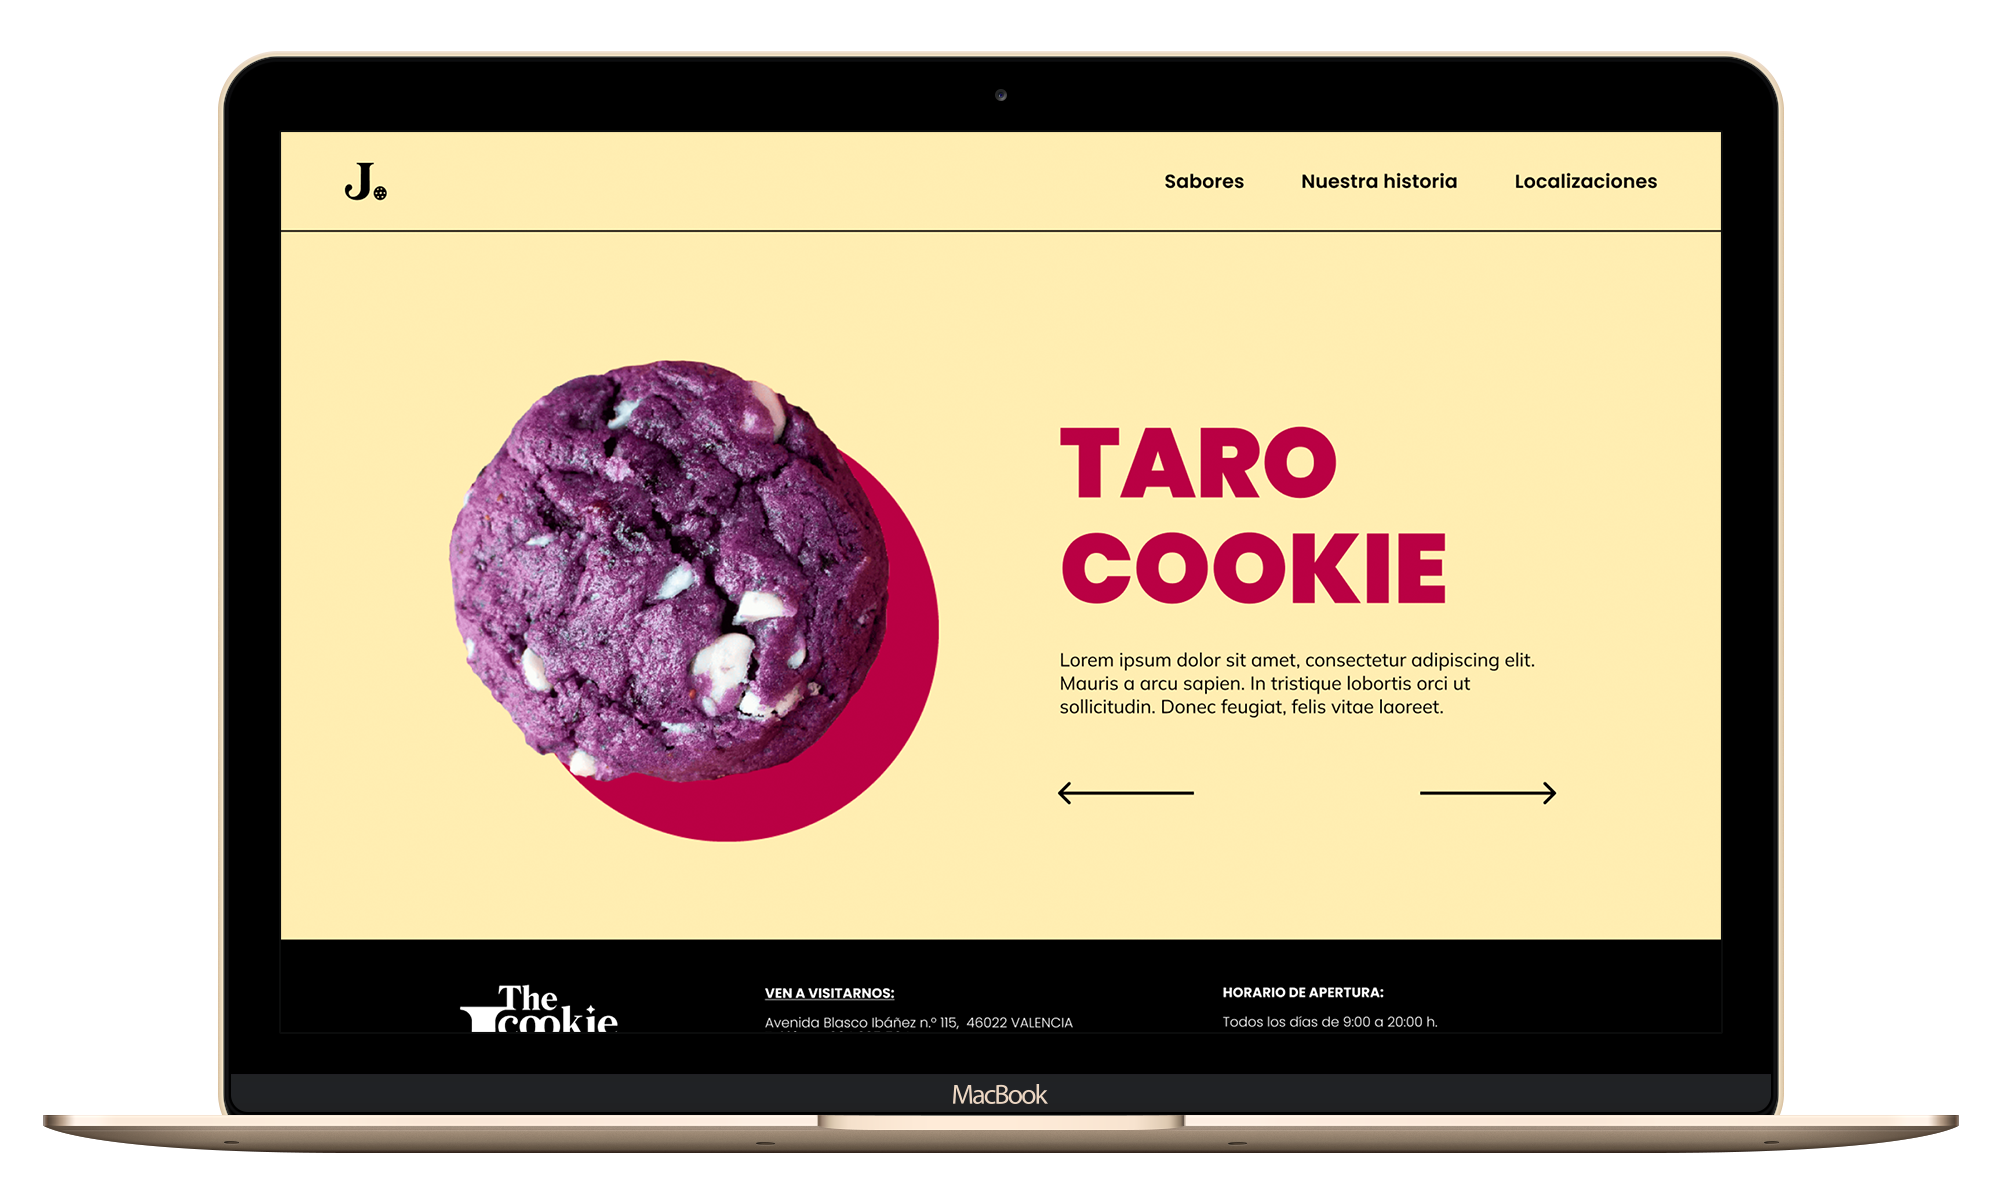 J.
Sabores Nuestra historia Localizaciones
TARO
COOKIE
Lorem ipsum dolor sit amet, consectetur adipiscing elit.
Mauris a arcu sapien. In tristique lobortis orci ut
sollicitudin. Donec feugiat, felis vitae laoreet.
The
cookie
VEN A VISITARNOS:
Avenida Blasco Ibáñez n.º 115, 46022 VALENCIA
HORARIO DE APERTURA:
Todos los días de 9:00 a 20:00 h.
MacBook